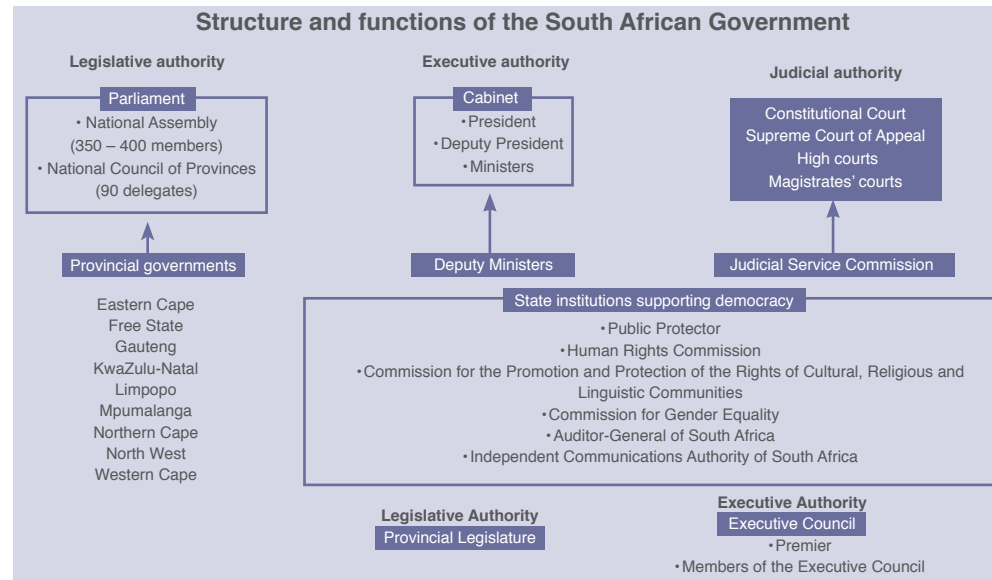 Structure and functions of the South African Government
Legislative authority
Parliament
• National Assembly
(350 – 400 members)
• National Council of Provinces
(90 delegates)
Provincial governments
Eastern Cape
Free State
Gauteng
KwaZulu-Natal
Limpopo
Mpumalanga
Northern Cape
North West
Western Cape
Executive authority
Cabinet
• President
• Deputy President
• Ministers
Deputy Ministers
Judicial authority
Constitutional Court
Supreme Court of Appeal
High courts
Magistrates’ courts
Judicial Service Commission
State institutions supporting democracy
• Public Protector
• Human Rights Commission
• Commission for the Promotion and Protection of the Rights of Cultural, Religious and
Linguistic Communities
• Commission for Gender Equality
• Auditor-General of South Africa
• Independent Communications Authority of South Africa
Legislative Authority
Provincial Legislature
Executive Authority
Executive Council
• Premier
• Members of the Executive Council